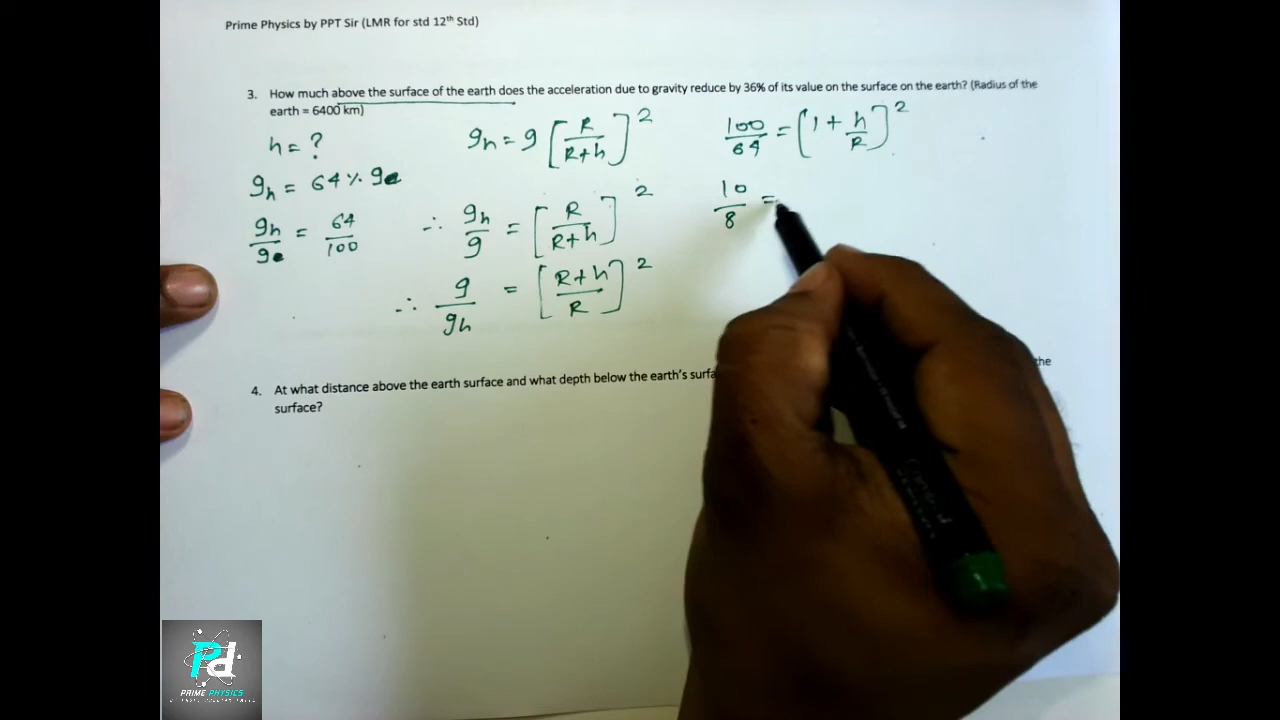 Prime Physics by PPT Sir (LMR for std 12th Std)
3. How much above the surface of the earth does the acceleration due to gravity reduce by 36% of its value on the surface on the earth? (Radius of the
earth = 6400 km)
h = ?
gh = 64 % g
gh/g = 64/100
gh = g [R/R+h]²
∴ gh/g = [R/R+h]²
∴ g/gh = [R+h/R]²
100/64 = (1 + h/R]²
10/8 =
4. At what distance above the earth surface and what depth below the earth's the
surface?
PD
PRIME PHYSICS